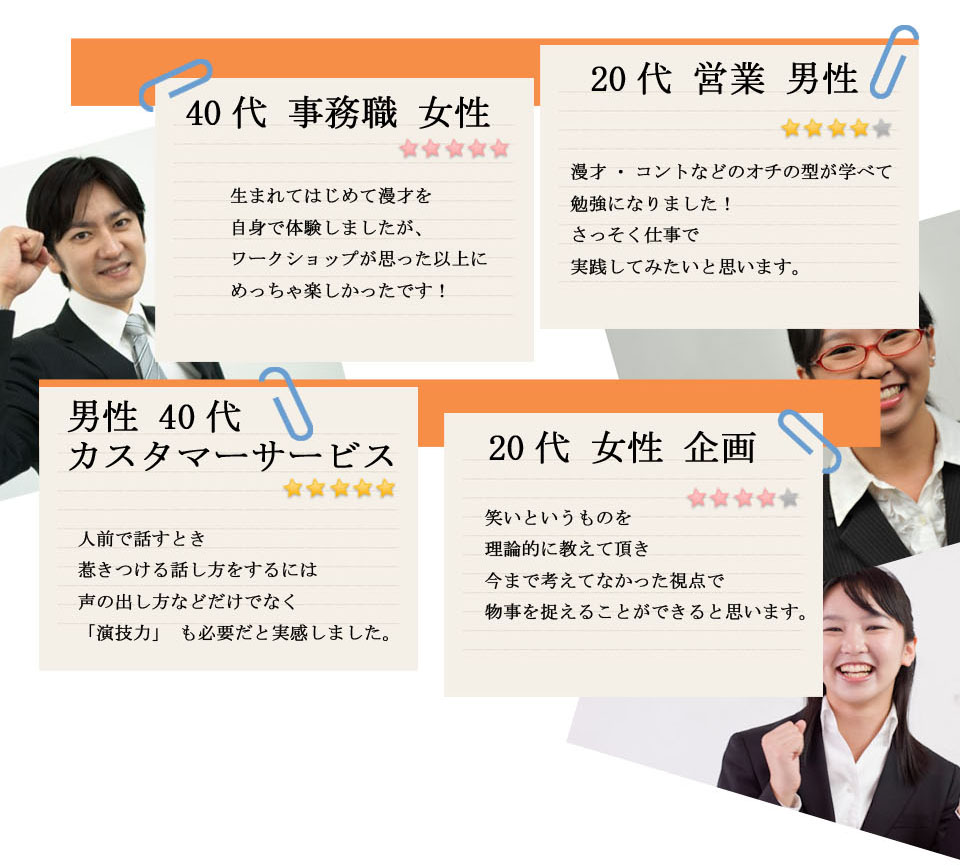 40代 事務職 女性
生まれてはじめて漫才を
自身で体験しましたが、
ワークショップが思った以上に
めっちゃ楽しかったです！
20代 営業 男性
漫才・コントなどのオチの型が学べて
勉強になりました！
さっそく仕事で
実践してみたいと思います。
男性 40代
カスタマーサービス
人前で話すとき
惹きつける話し方をするには
声の出し方などだけでなく
「演技力」 も必要だと実感しました。
20代 女性 企画
笑いというものを
理論的に教えて頂き
今まで考えてなかった視点で
物事を捉えることができると思います。